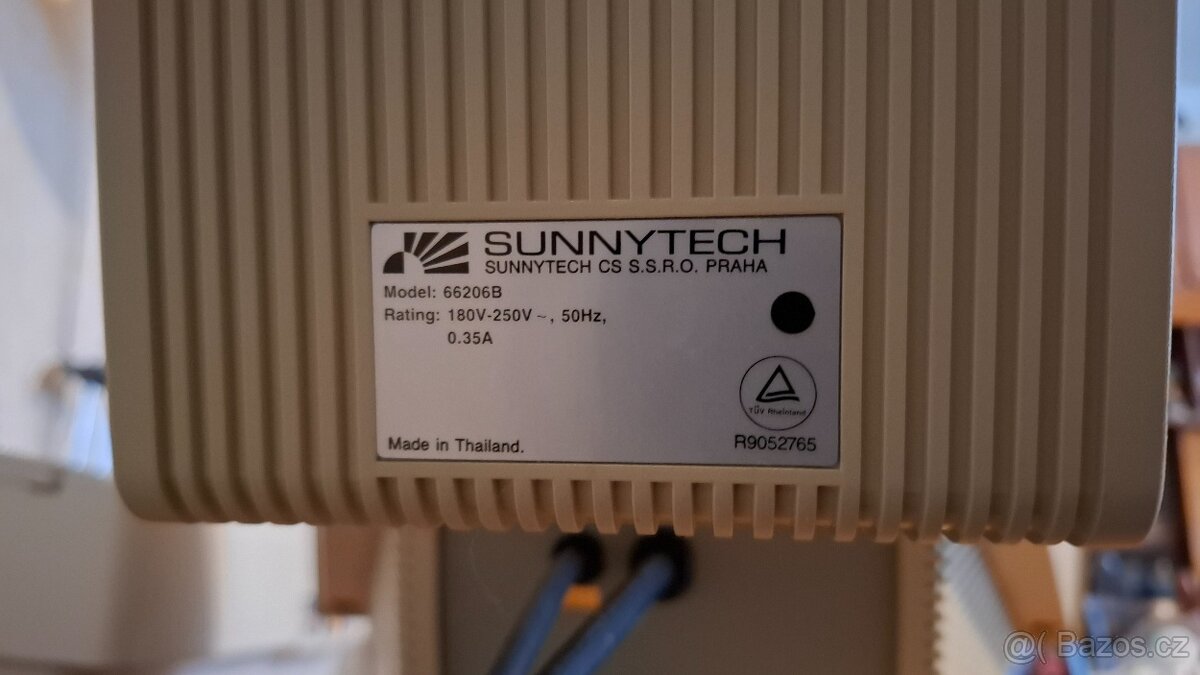 SUNNYTECH
SUNNYTECH CS S.S.R.O. PRAHA
Model: 66206B
Rating: 180V-250V ~, 50Hz,
0.35A
TÜV Rheinland
Made in Thailand.
R9052765
@( Bazos.cz